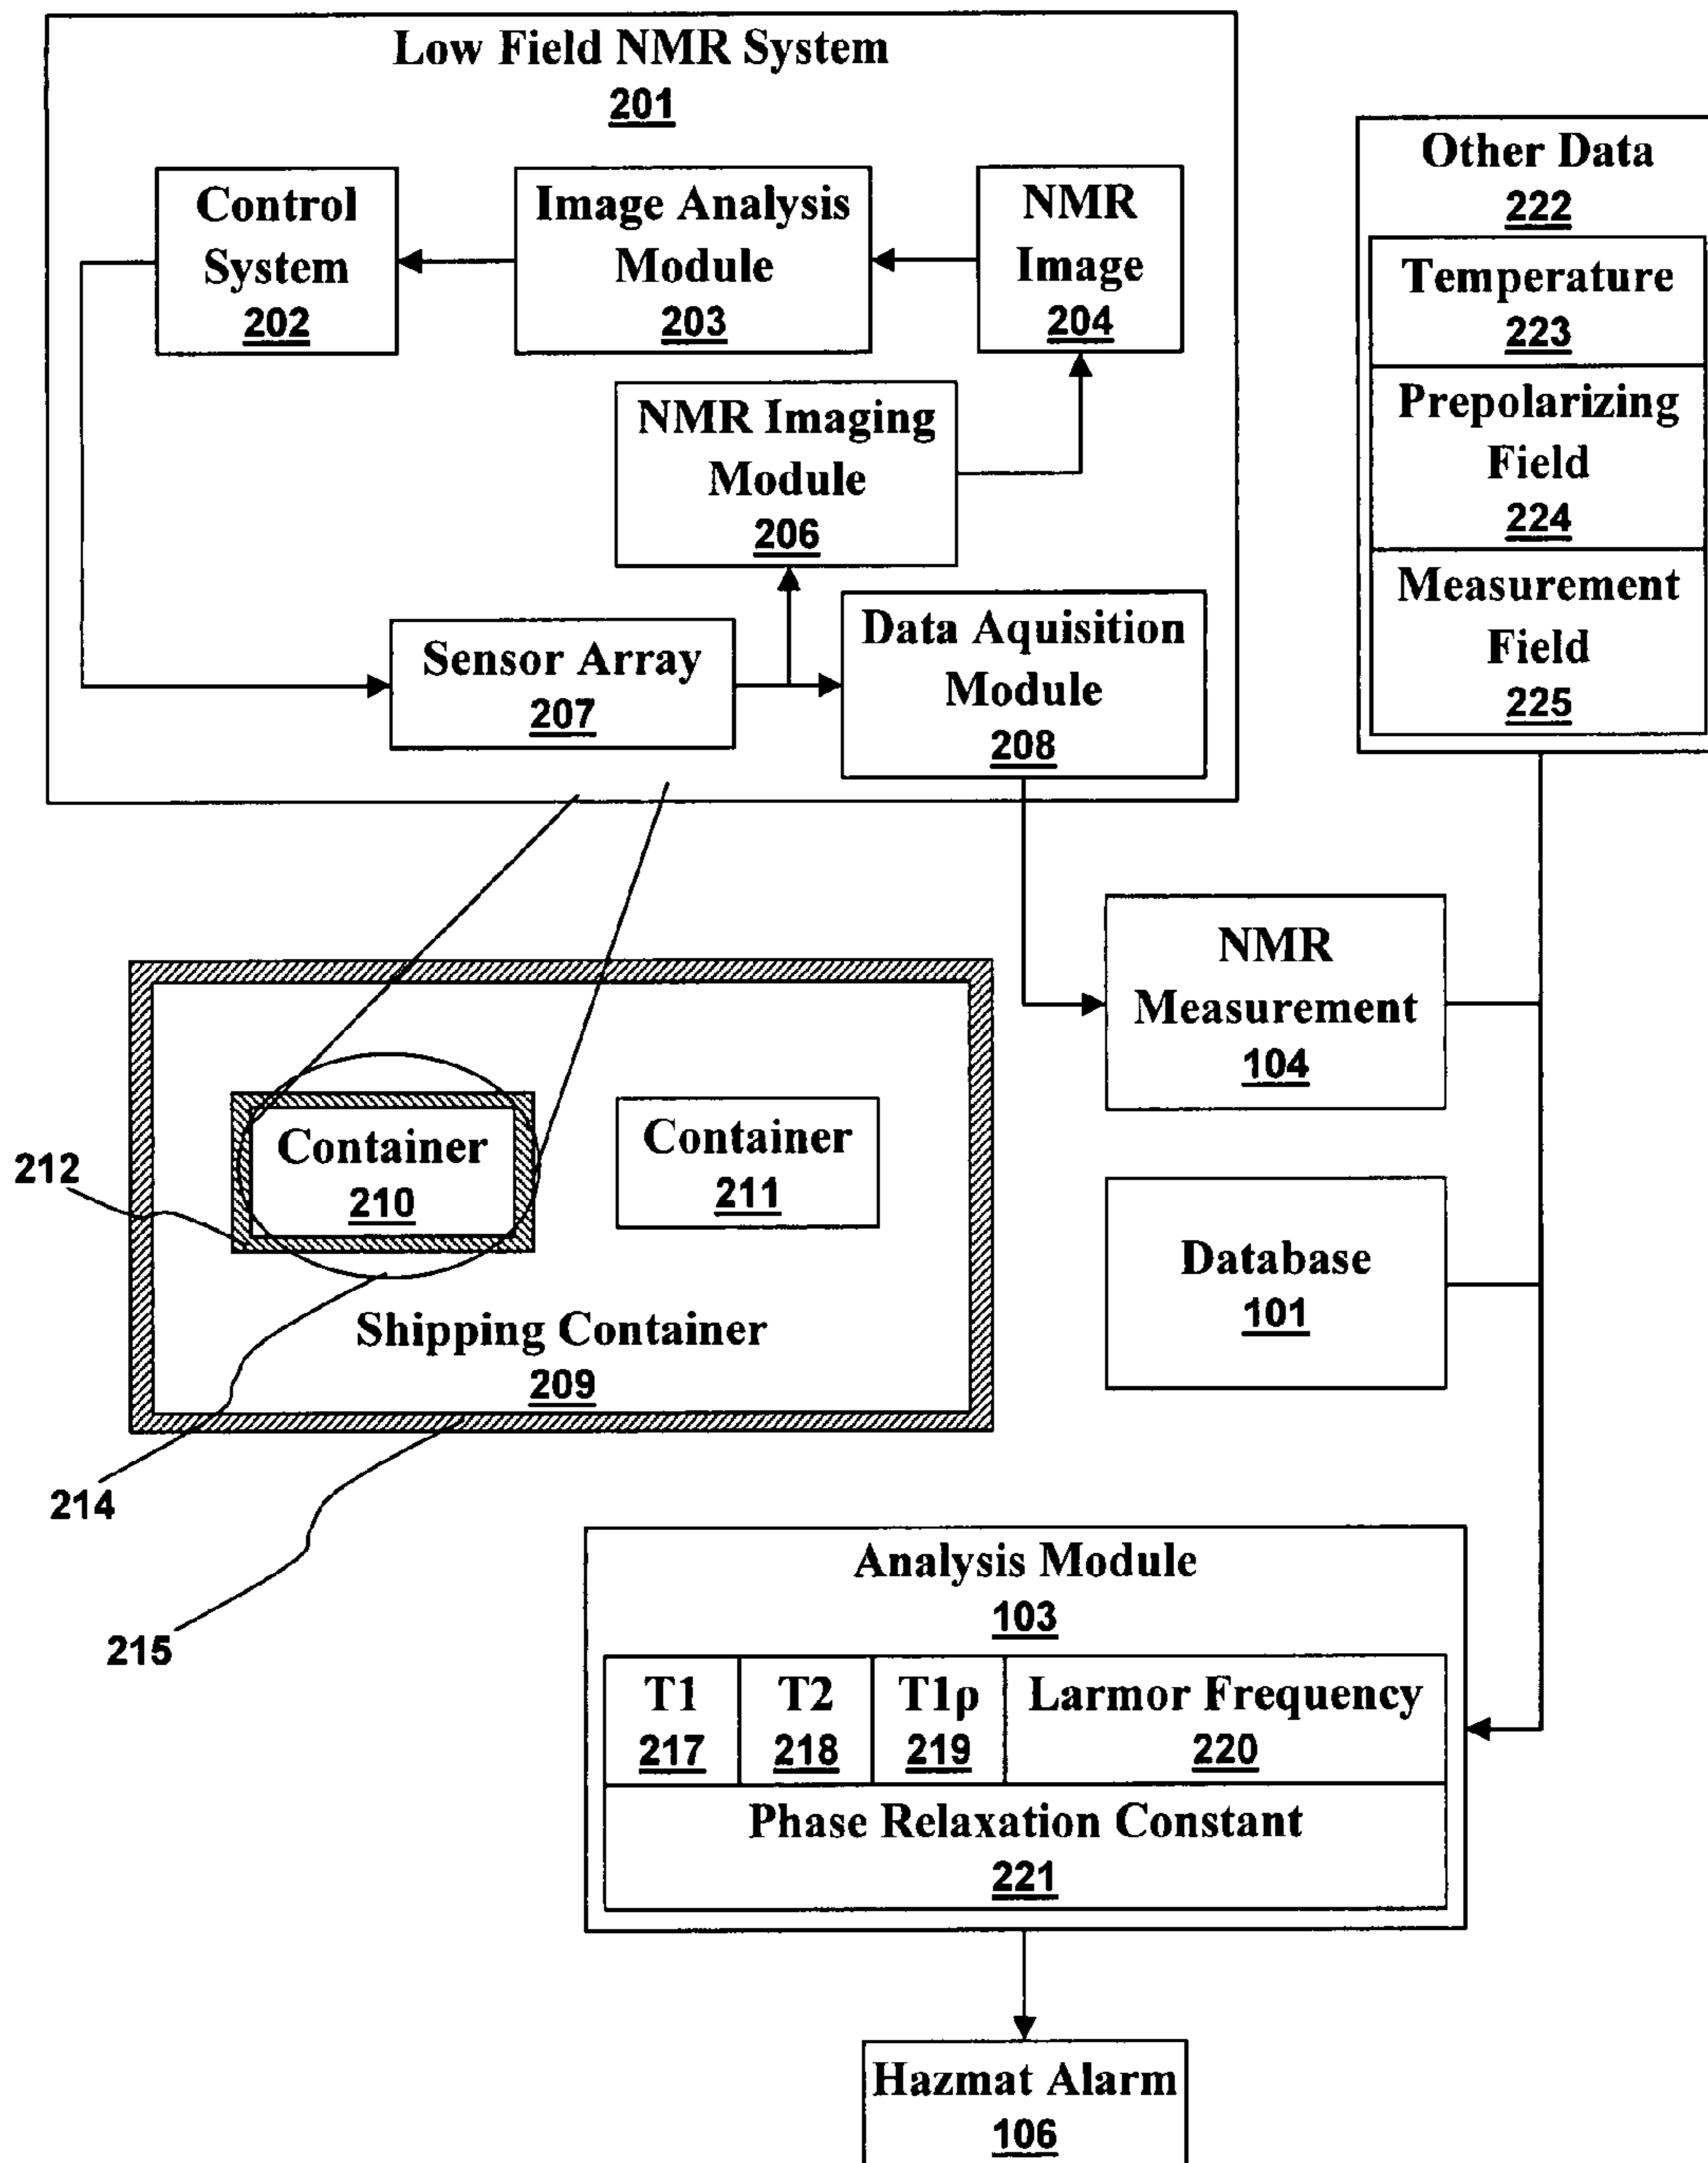 Low Field NMR System
201
Control
System
202
Image Analysis
Module
203
NMR
Image
204
NMR Imaging
Module
206
Sensor Array
207
Data Aquisition
Module
208
Other Data
222
Temperature
223
Prepolarizing
Field
224
Measurement
Field
225
NMR
Measurement
104
Container
210
Container
211
212
Shipping Container
209
214
215
Database
101
Analysis Module
103
T1
217
T2
218
T1ρ
219
Larmor Frequency
220
Phase Relaxation Constant
221
Hazmat Alarm
106